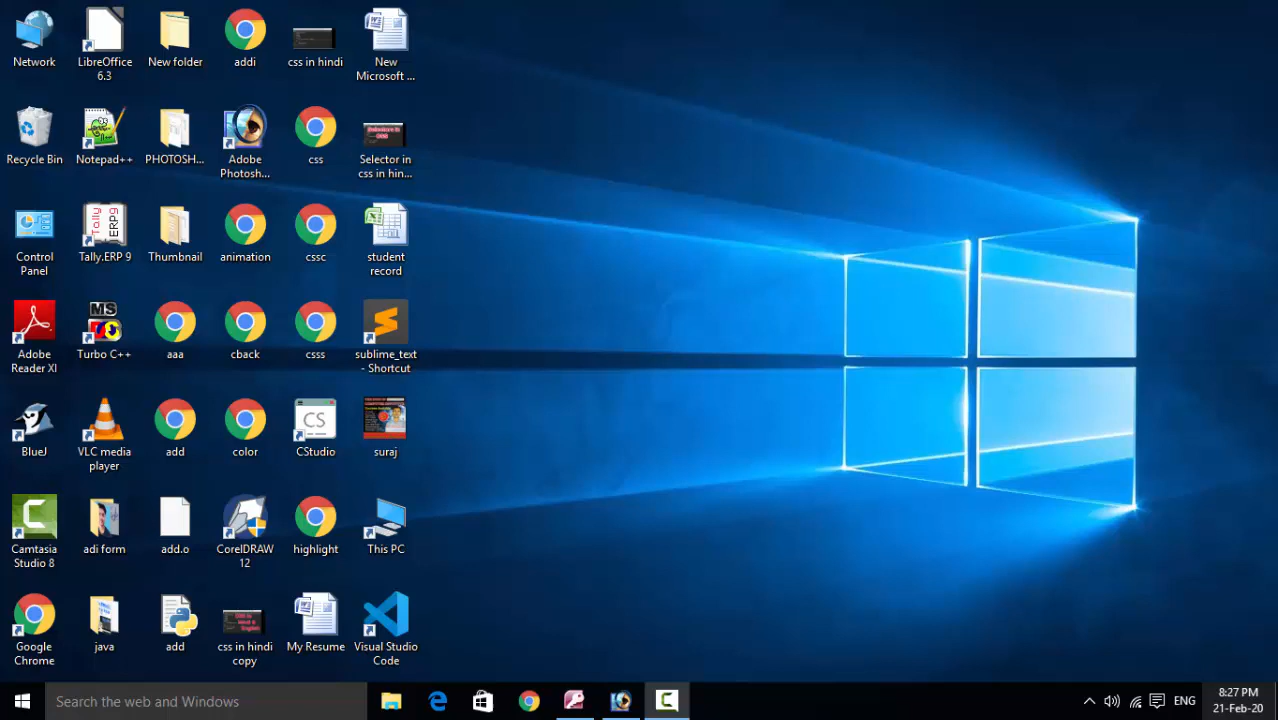 Network
LibreOffice
6.3
New folder
addi
css in hindi
New
Microsoft ...
Recycle Bin
Notepad++
PHOTOSH...
Adobe
Photosh...
css
Selector in
css in hin...
Control
Panel
Tally.ERP 9
Thumbnail
animation
cssc
student
record
Adobe
Reader XI
MS
Turbo C++
aaa
cback
csss
sublime_text
- Shortcut
BlueJ
VLC media
player
add
color
CS
CStudio
suraj
Camtasia
Studio 8
adi form
add.o
CorelDRAW
12
highlight
This PC
Google
Chrome
java
add
css in hindi
copy
My Resume
Visual Studio
Code
Search the web and Windows
ENG
8:27 PM
21-Feb-20